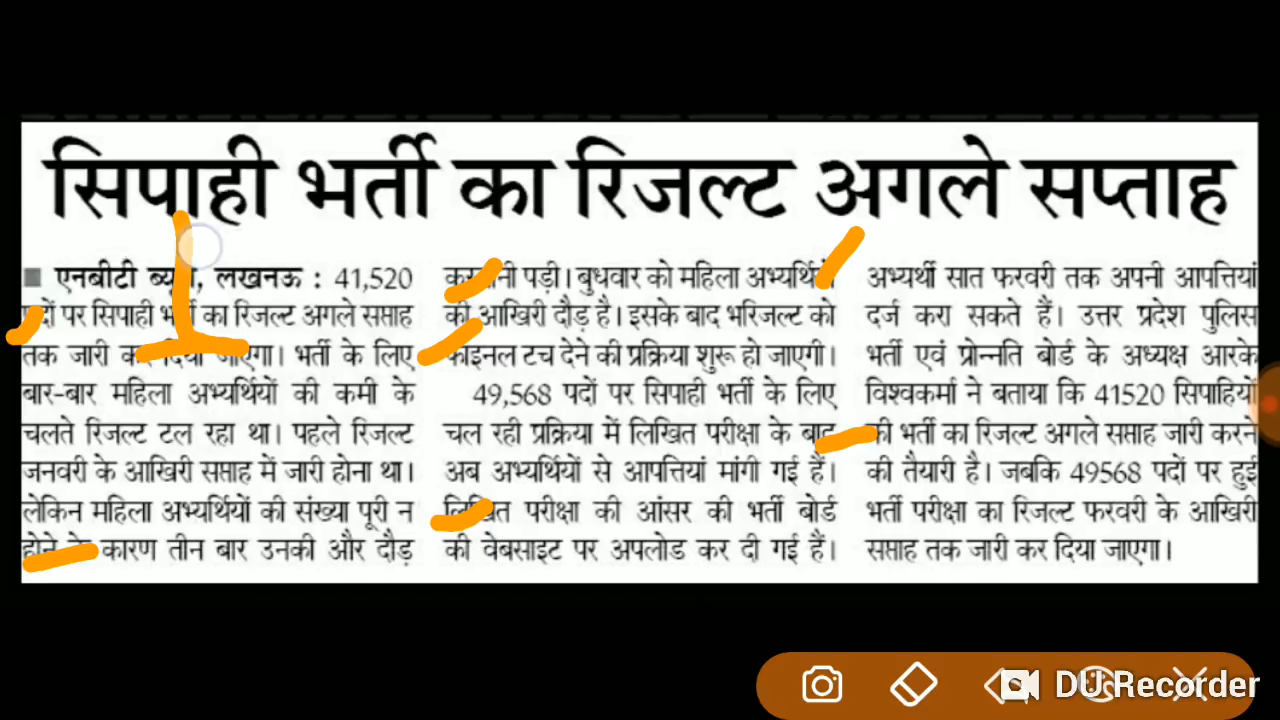 सिपाही भर्ती का रिजल्ट अगले सप्ताह
एनबीटी ब्यूरो, लखनऊ : 41,520
पदों पर सिपाही भर्ती का रिजल्ट अगले सप्ताह
तक जारी कर दिया जाएगा। भर्ती के लिए
बार-बार महिला अभ्यर्थियों की कमी के
चलते रिजल्ट टल रहा था। पहले रिजल्ट
जनवरी के आखिरी सप्ताह में जारी होना था।
लेकिन महिला अभ्यर्थियों की संख्या पूरी न
होने के कारण तीन बार उनकी और दौड़
करवानी पड़ी। बुधवार को महिला अभ्यर्थियों
की आखिरी दौड़ है। इसके बाद भरिजल्ट को
फाइनल टच देने की प्रक्रिया शुरू हो जाएगी।
49,568 पदों पर सिपाही भर्ती के लिए
चल रही प्रक्रिया में लिखित परीक्षा के बाद
अब अभ्यर्थियों से आपत्तियां मांगी गई हैं।
लिखित परीक्षा की आंसर की भर्ती बोर्ड
की वेबसाइट पर अपलोड कर दी गई हैं।
अभ्यर्थी सात फरवरी तक अपनी आपत्तियां
दर्ज करा सकते हैं। उत्तर प्रदेश पुलिस
भर्ती एवं प्रोन्नति बोर्ड के अध्यक्ष आरके
विश्वकर्मा ने बताया कि 41520 सिपाहियों
की भर्ती का रिजल्ट अगले सप्ताह जारी करने
की तैयारी है। जबकि 49568 पदों पर हुई
भर्ती परीक्षा का रिजल्ट फरवरी के आखिरी
सप्ताह तक जारी कर दिया जाएगा।
DU Recorder